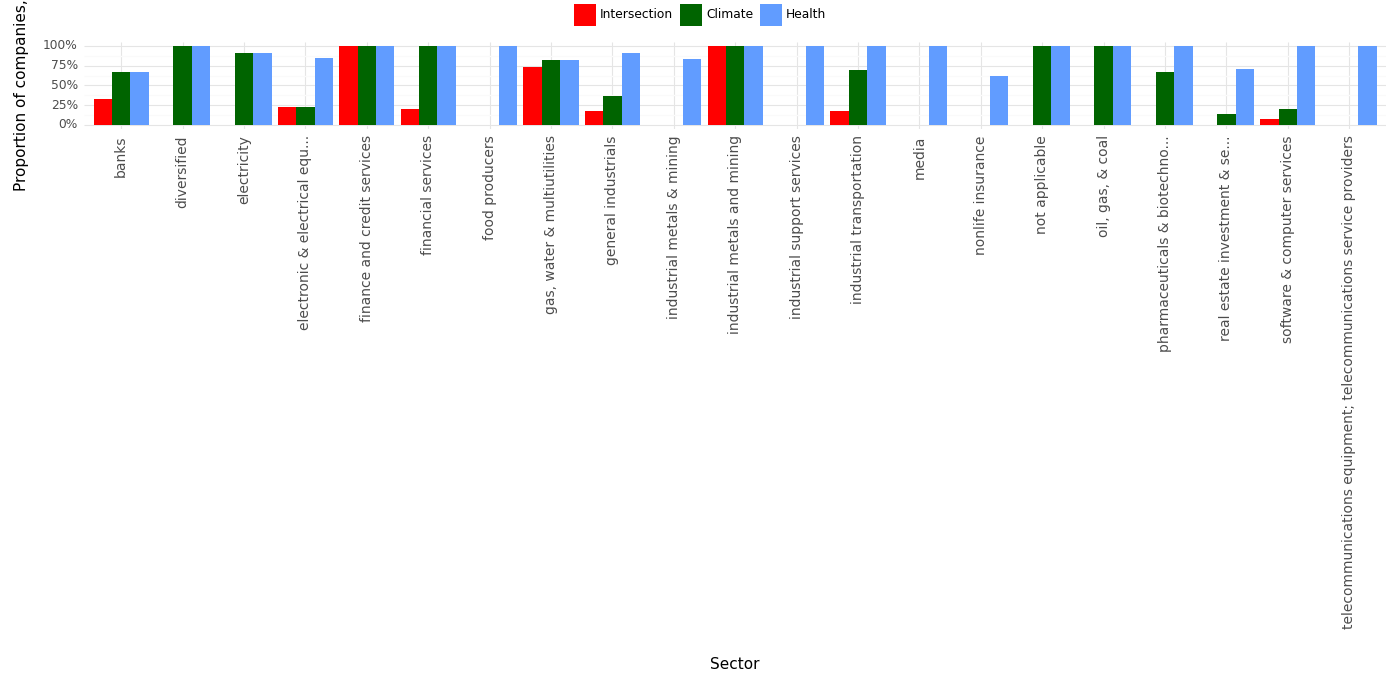 Intersection Climate Health
Proportion of companies,
100%
75%
50%
25%
0%
banks
diversified
electricity
electronic & electrical equ...
finance and credit services
financial services
food producers
gas, water & multiutilities
general industrials
industrial metals & mining
industrial metals and mining
industrial support services
industrial transportation
media
nonlife insurance
not applicable
oil, gas, & coal
pharmaceuticals & biotechno...
real estate investment & se...
software & computer services
telecommunications equipment; telecommunications service providers
Sector